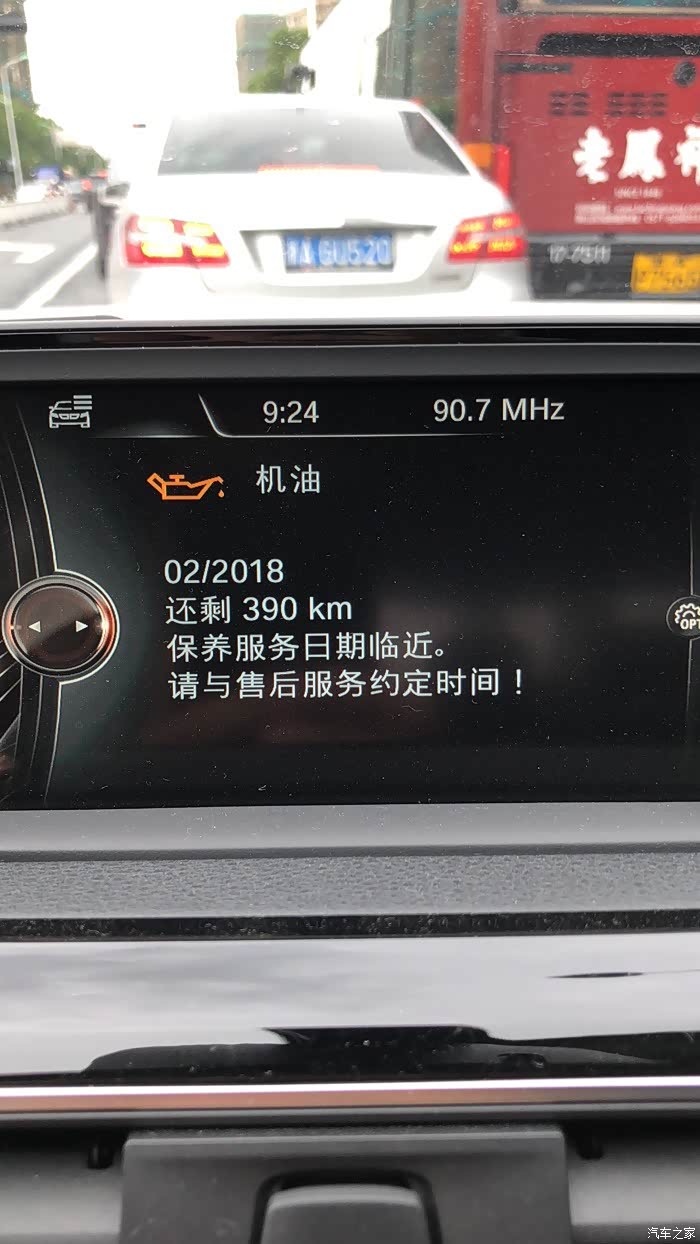 老鳳祥
9:24
90.7 MHz
机油
02/2018
还剩 390 km
保养服务日期临近。
请与售后服务约定时间！
OPT
汽车之家